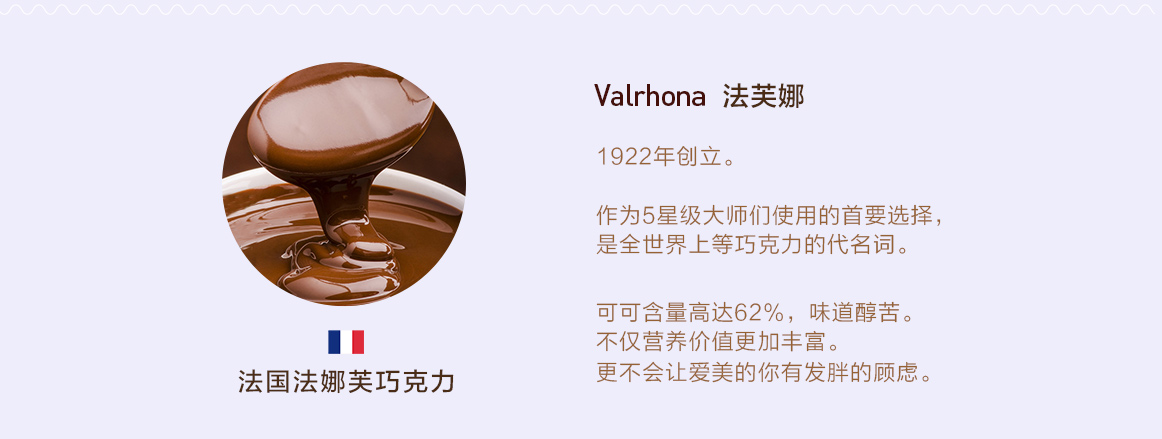 Valrhona 法芙娜
1922年创立。
作为5星级大师们使用的首要选择，
是全世界上等巧克力的代名词。
可可含量高达62%，味道醇苦。
不仅营养价值更加丰富。
更不会让爱美的你有发胖的顾虑。
法国法娜芙巧克力